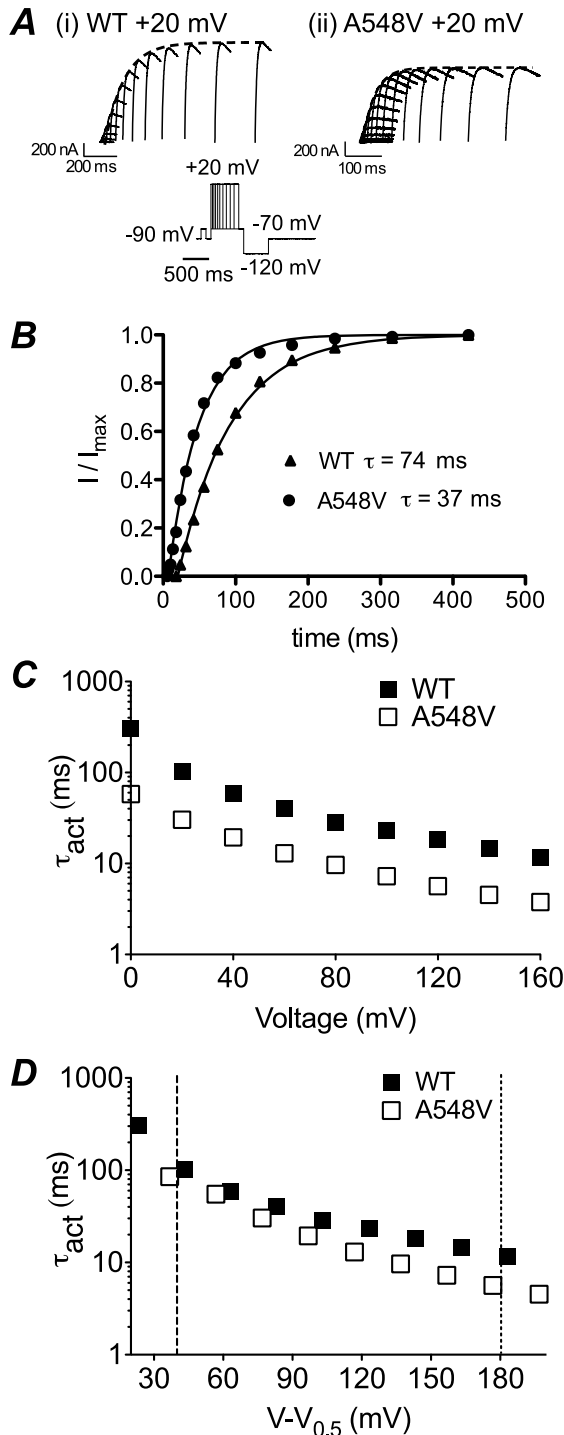 A (i) WT +20 mV (ii) A548V +20 mV
200 nA
200 ms
200 nA
100 ms
+20 mV
-90 mV
-70 mV
500 ms
-120 mV
B
1.0
0.8
0.6
0.4
0.2
0.0
I / Imax
WT τ = 74 ms
A548V τ = 37 ms
0 100 200 300 400 500
time (ms)
C
1000
100
10
1
τact (ms)
WT
A548V
0 40 80 120 160
Voltage (mV)
D
1000
100
10
1
τact (ms)
WT
A548V
30 60 90 120 150 180
V-V0.5 (mV)